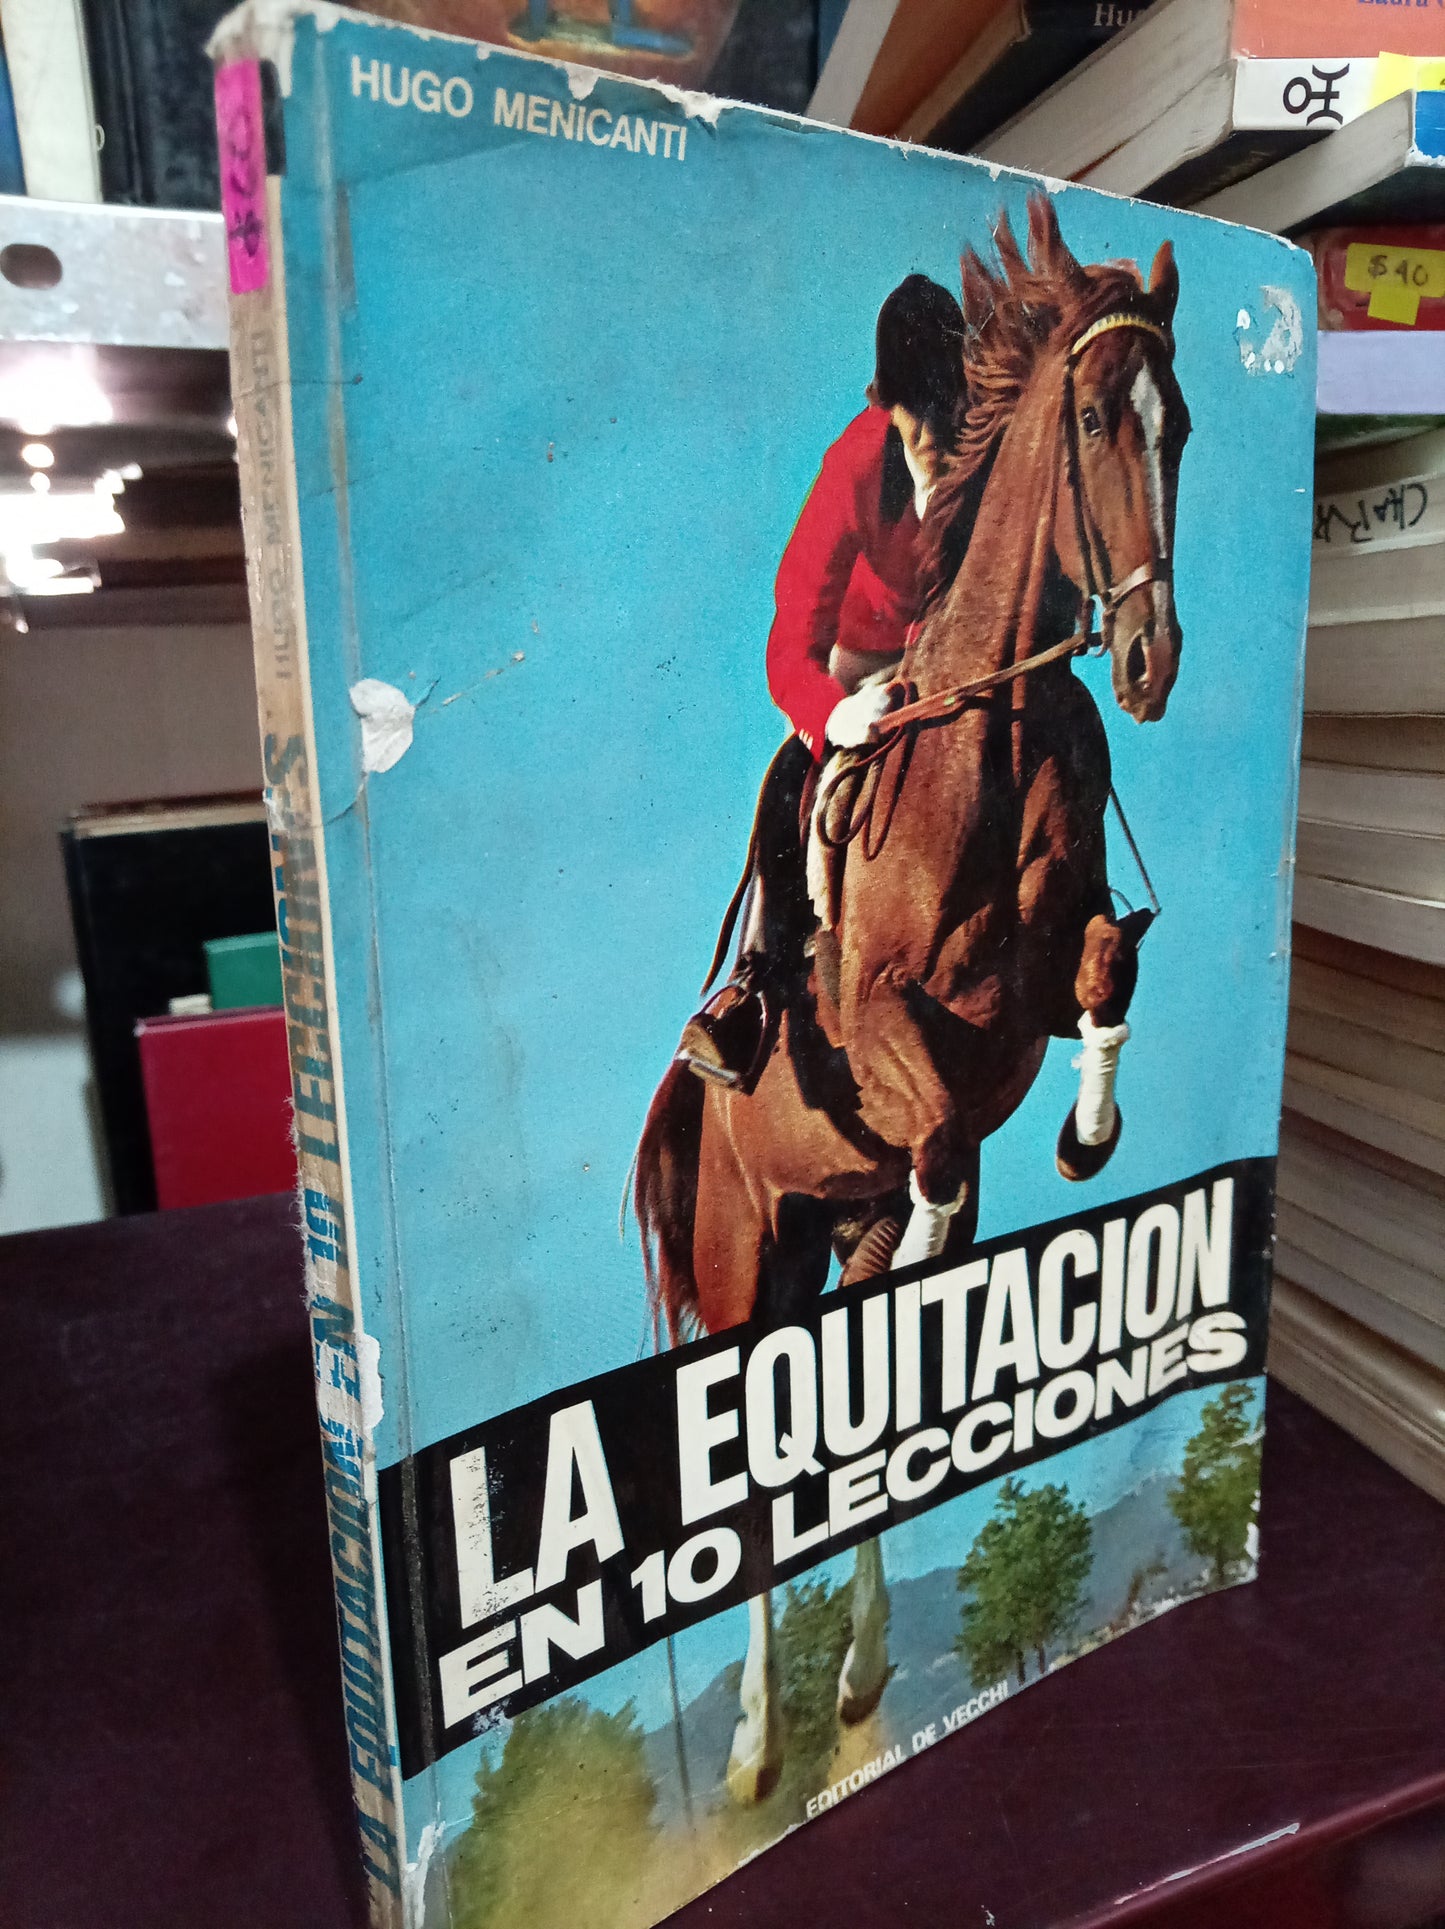 HUGO MENICANTI
LA EQUITACION
EN 10 LECCIONES
EDITORIAL DE VECCHI
LA EQUITACION EN 10 LECCIONES
HUGO MENICANTI
$40